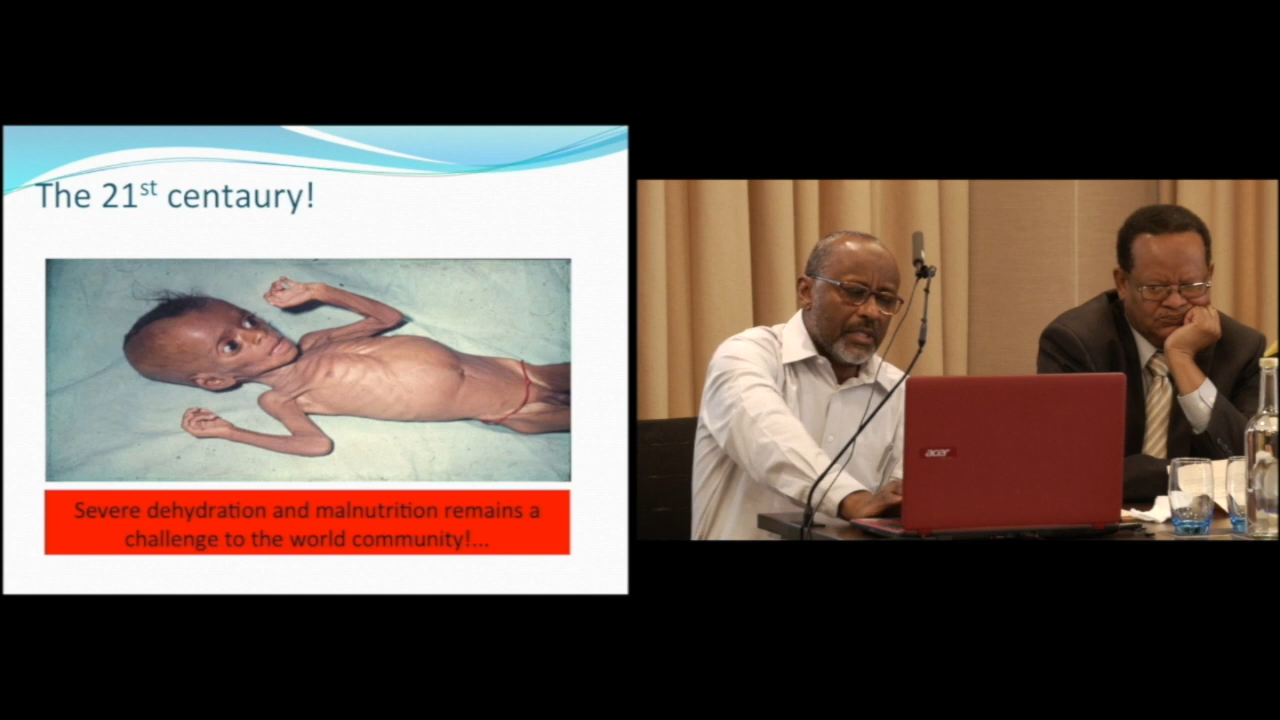 The 21st centaury!
Severe dehydration and malnutrition remains a
challenge to the world community!...
acer